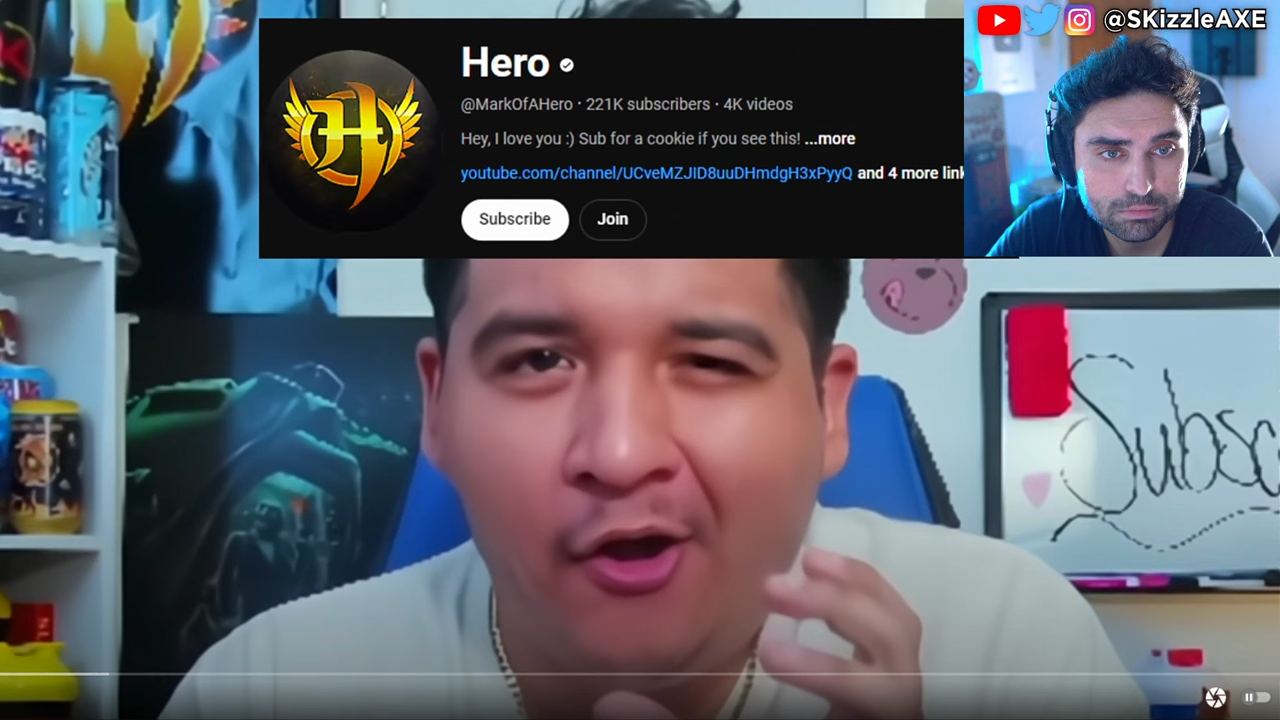 @SKizzleAXE
Hero
@MarkOfAHero · 221K subscribers · 4K videos
Hey, I love you :) Sub for a cookie if you see this! ...more
youtube.com/channel/UCveMZJID8uuDHmdgH3xPyyQ and 4 more link
Subscribe
Join
Subsc